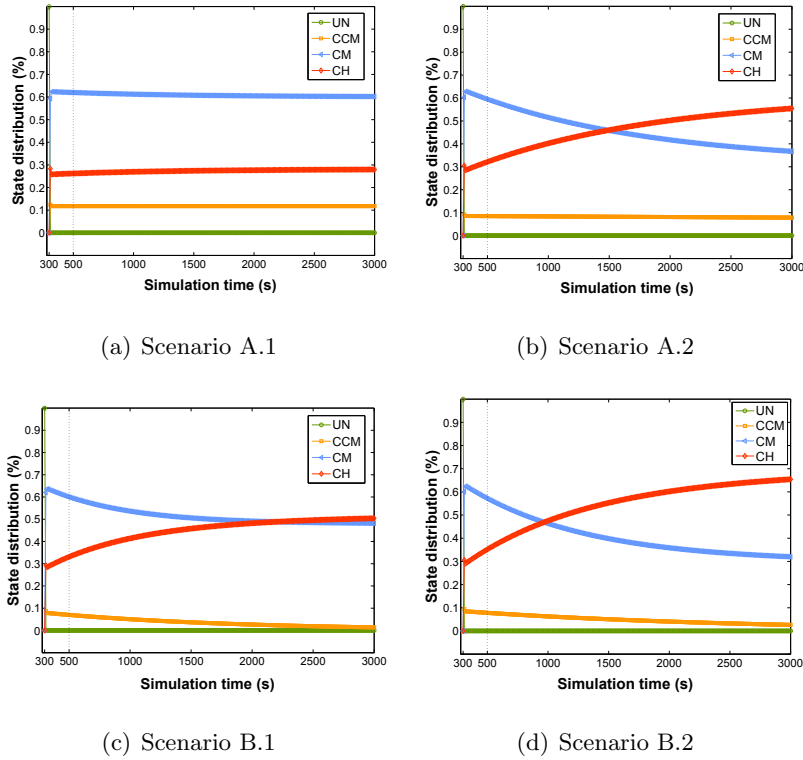 State distribution (%)
0.9
0.8
0.7
0.6
0.5
0.4
0.3
0.2
0.1
0
UN
CCM
CM
CH
300 500 1000 1500 2000 2500 3000
Simulation time (s)
(a) Scenario A.1
State distribution (%)
0.9
0.8
0.7
0.6
0.5
0.4
0.3
0.2
0.1
0
UN
CCM
CM
CH
300 500 1000 1500 2000 2500 3000
Simulation time (s)
(b) Scenario A.2
State distribution (%)
0.9
0.8
0.7
0.6
0.5
0.4
0.3
0.2
0.1
0
UN
CCM
CM
CH
300 500 1000 1500 2000 2500 3000
Simulation time (s)
(c) Scenario B.1
State distribution (%)
0.9
0.8
0.7
0.6
0.5
0.4
0.3
0.2
0.1
0
UN
CCM
CM
CH
300 500 1000 1500 2000 2500 3000
Simulation time (s)
(d) Scenario B.2